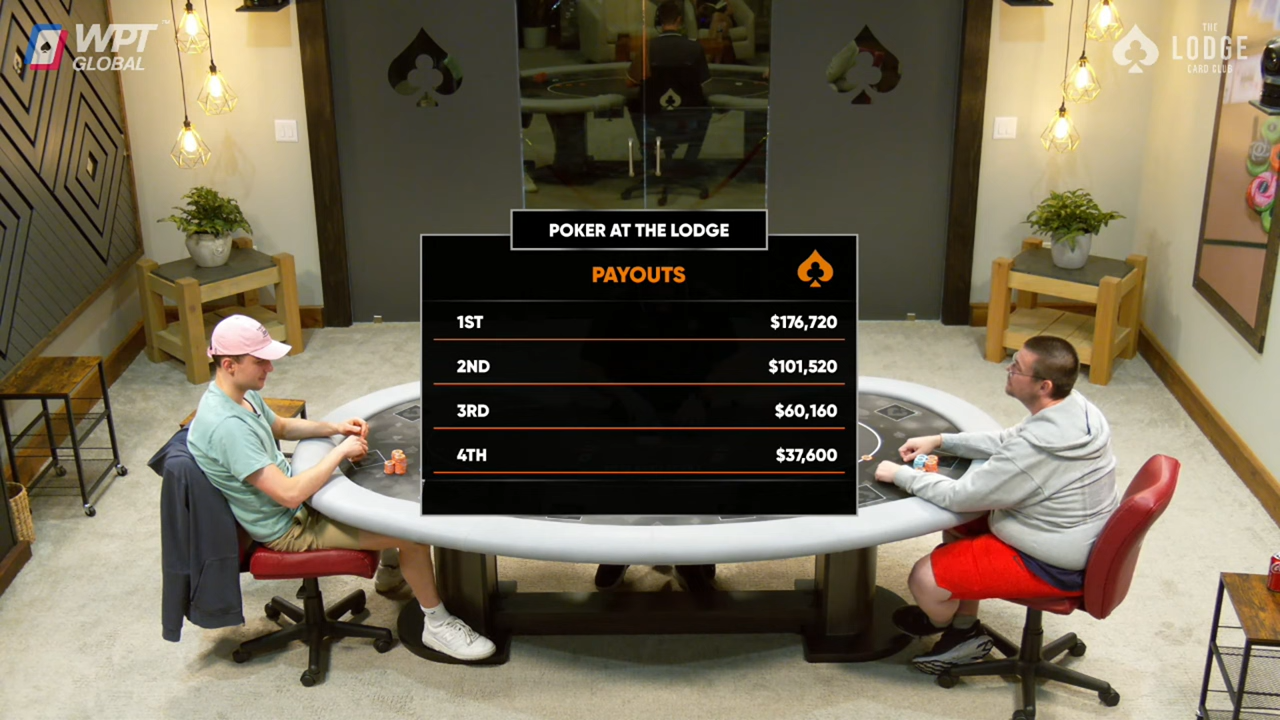 WPT
GLOBAL
THE
LODGE
CARD CLUB
POKER AT THE LODGE
PAYOUTS
1ST $176,720
2ND $101,520
3RD $60,160
4TH $37,600